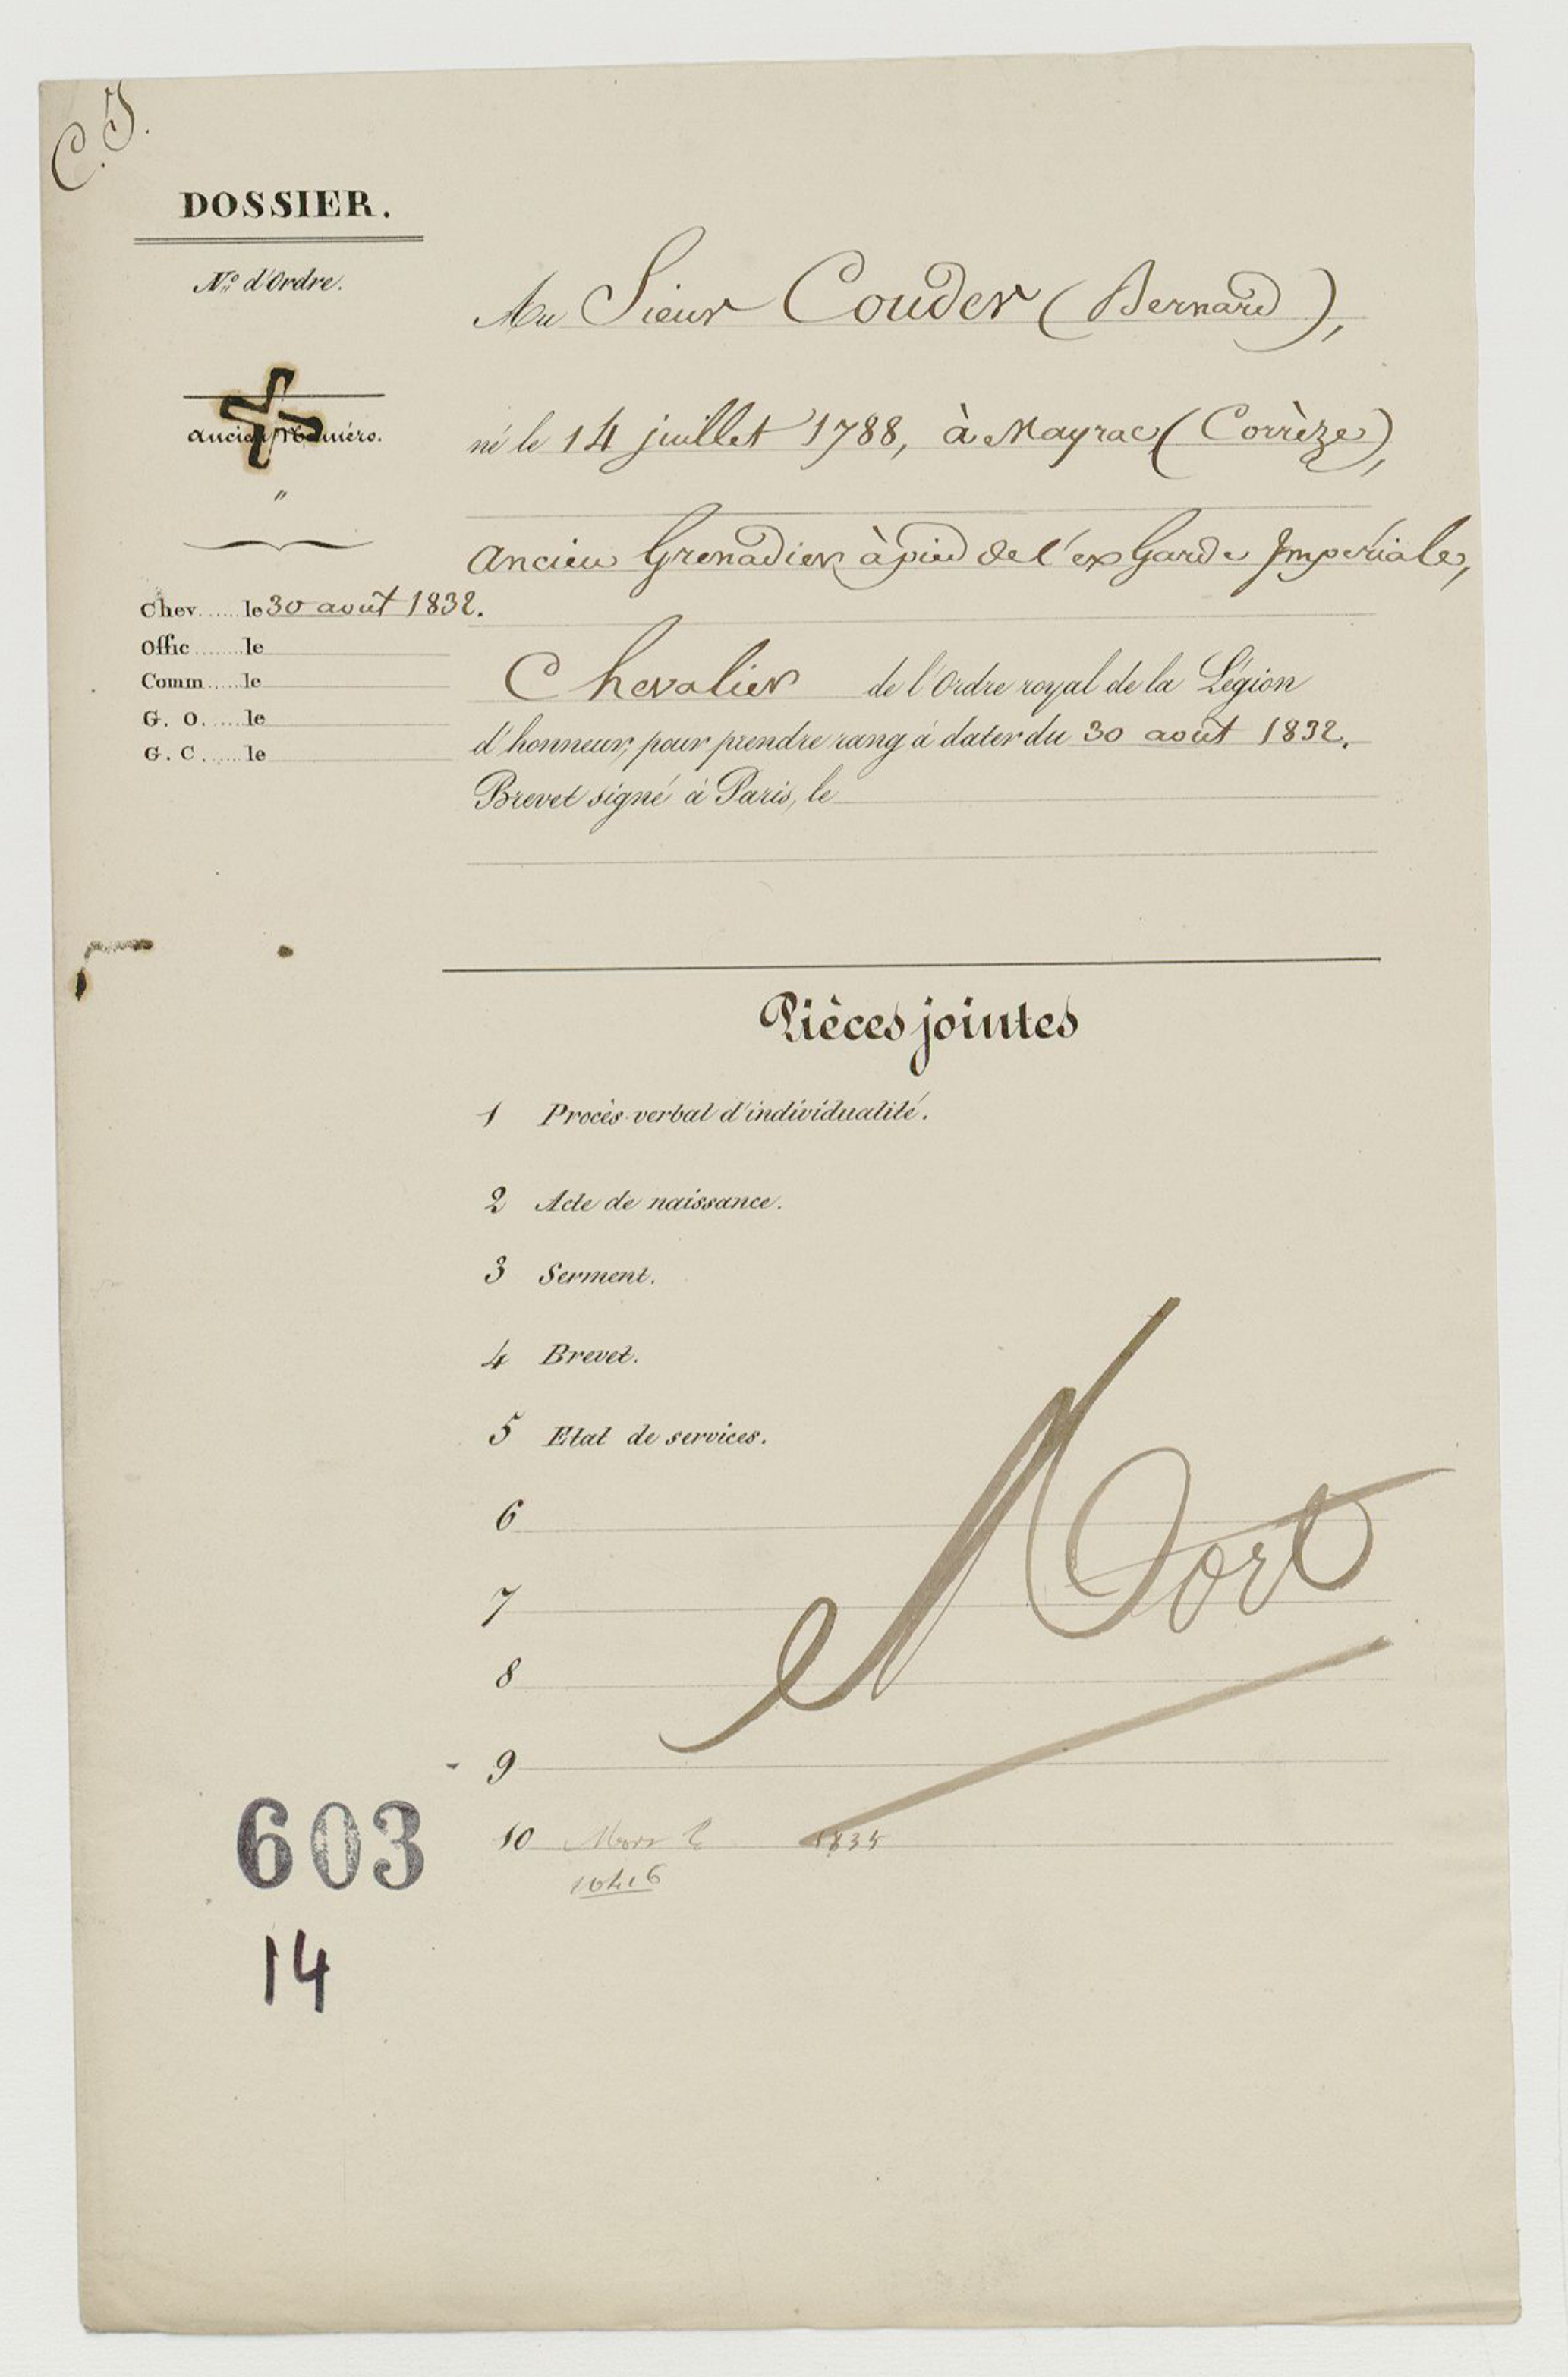 C. J.
DOSSIER.
N.º d'Ordre.
Au Sieur Couder (Bernard),
né le 14 juillet 1788, à Mayrac (Corrèze),
ancien Numéro.
"
ancien Grenadier à pied de l'ex Garde Impériale,
Chev......le 30 août 1832.
Offic.......le
Comm.....le
G. O......le
G. C......le
Chevalier de l'Ordre royal de la Légion
d'honneur, pour prendre rang à dater du 30 août 1832.
Brevet signé à Paris, le
Pièces jointes
1 Procès-verbal d'individualité.
2 Acte de naissance.
3 Serment.
4 Brevet.
5 Etat de services.
6
7
8
9
Mort
603
10 Mort le 1835
14